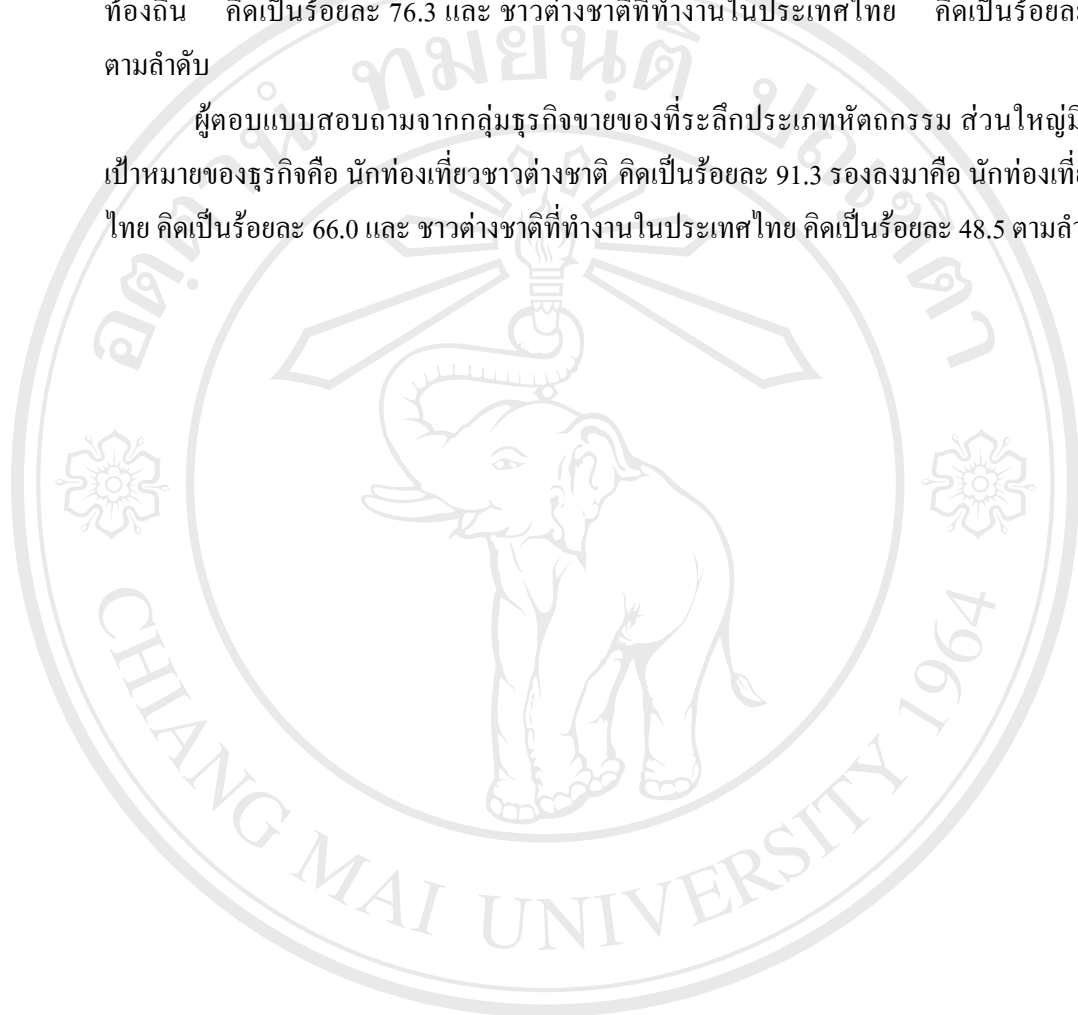 ท้องถิ่น คิดเป็นร้อยละ 76.3 และ ชาวต่างชาติที่ทำงานในประเทศไทย คิดเป็นร้อยละ
ตามลำดับ
ผู้ตอบแบบสอบถามจากกลุ่มธุรกิจขายของที่ระลึกประเภทหัตถกรรม ส่วนใหญ่
เป้าหมายของธุรกิจคือ นักท่องเที่ยวชาวต่างชาติ คิดเป็นร้อยละ 91.3 รองลงมาคือ
ไทย คิดเป็นร้อยละ 66.0 และ ชาวต่างชาติที่ทำงานในประเทศไทย คิดเป็นร้อยละ 48.5
อตฺตานํ ทมยนฺติ ปณฺฑิตา
CHIANG MAI UNIVERSITY 1964